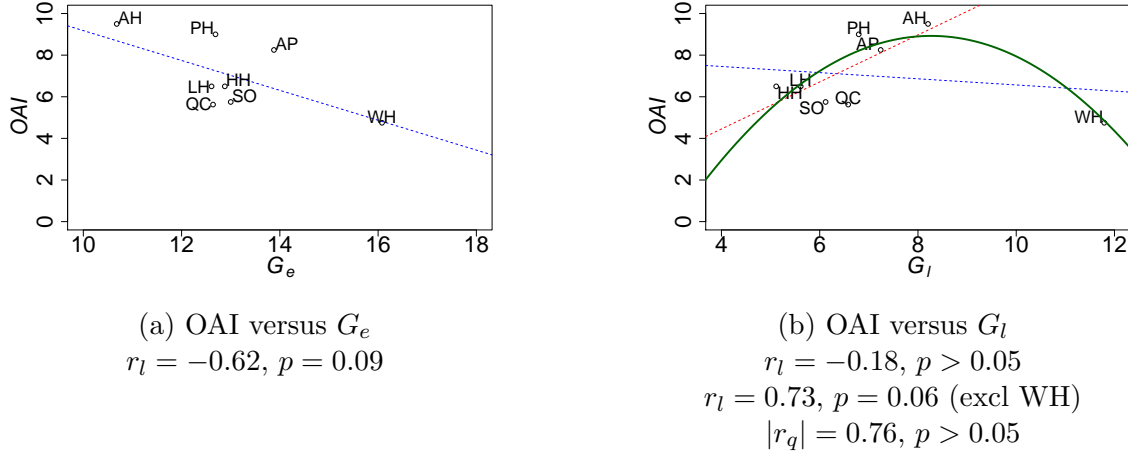 OAI
0 2 4 6 8 10
AH
PH
AP
LH
HH
QC
SO
WH
10 12 14 16 18
G_e
(a) OAI versus G_e
r_l = −0.62, p = 0.09
OAI
0 2 4 6 8 10
AH
PH
AP
LH
HH
QC
SO
WH
4 6 8 10 12
G_l
(b) OAI versus G_l
r_l = −0.18, p > 0.05
r_l = 0.73, p = 0.06 (excl WH)
|r_q| = 0.76, p > 0.05